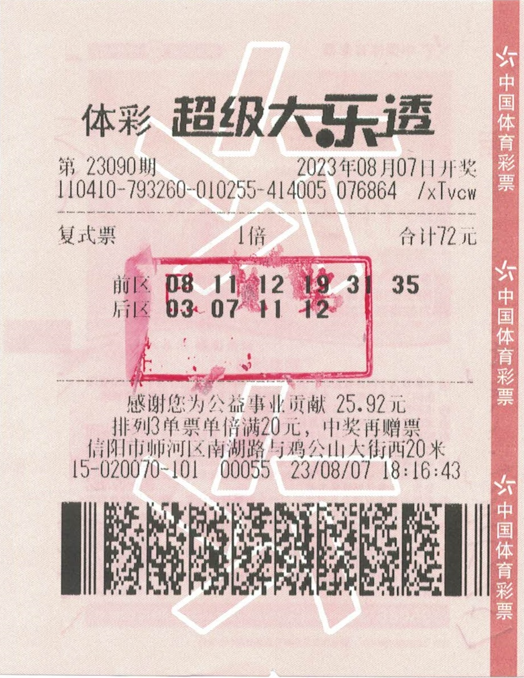 体彩 超级大乐透
第 23090期 2023年08月07日开奖
110410-793260-010255-414005 076864 /xTvcw
复式票 1倍 合计72元
前区 08 11 12 19 31 35
后区 03 07 11 12
感谢您为公益事业贡献 25.92元
排列3单票单倍满20元，中奖再赠票
信阳市师河区南湖路与鸡公山大街西20米
15-020070-101 00055 23/08/07 18:16:43
中国体育彩票
中国体育彩票
中国体育彩票